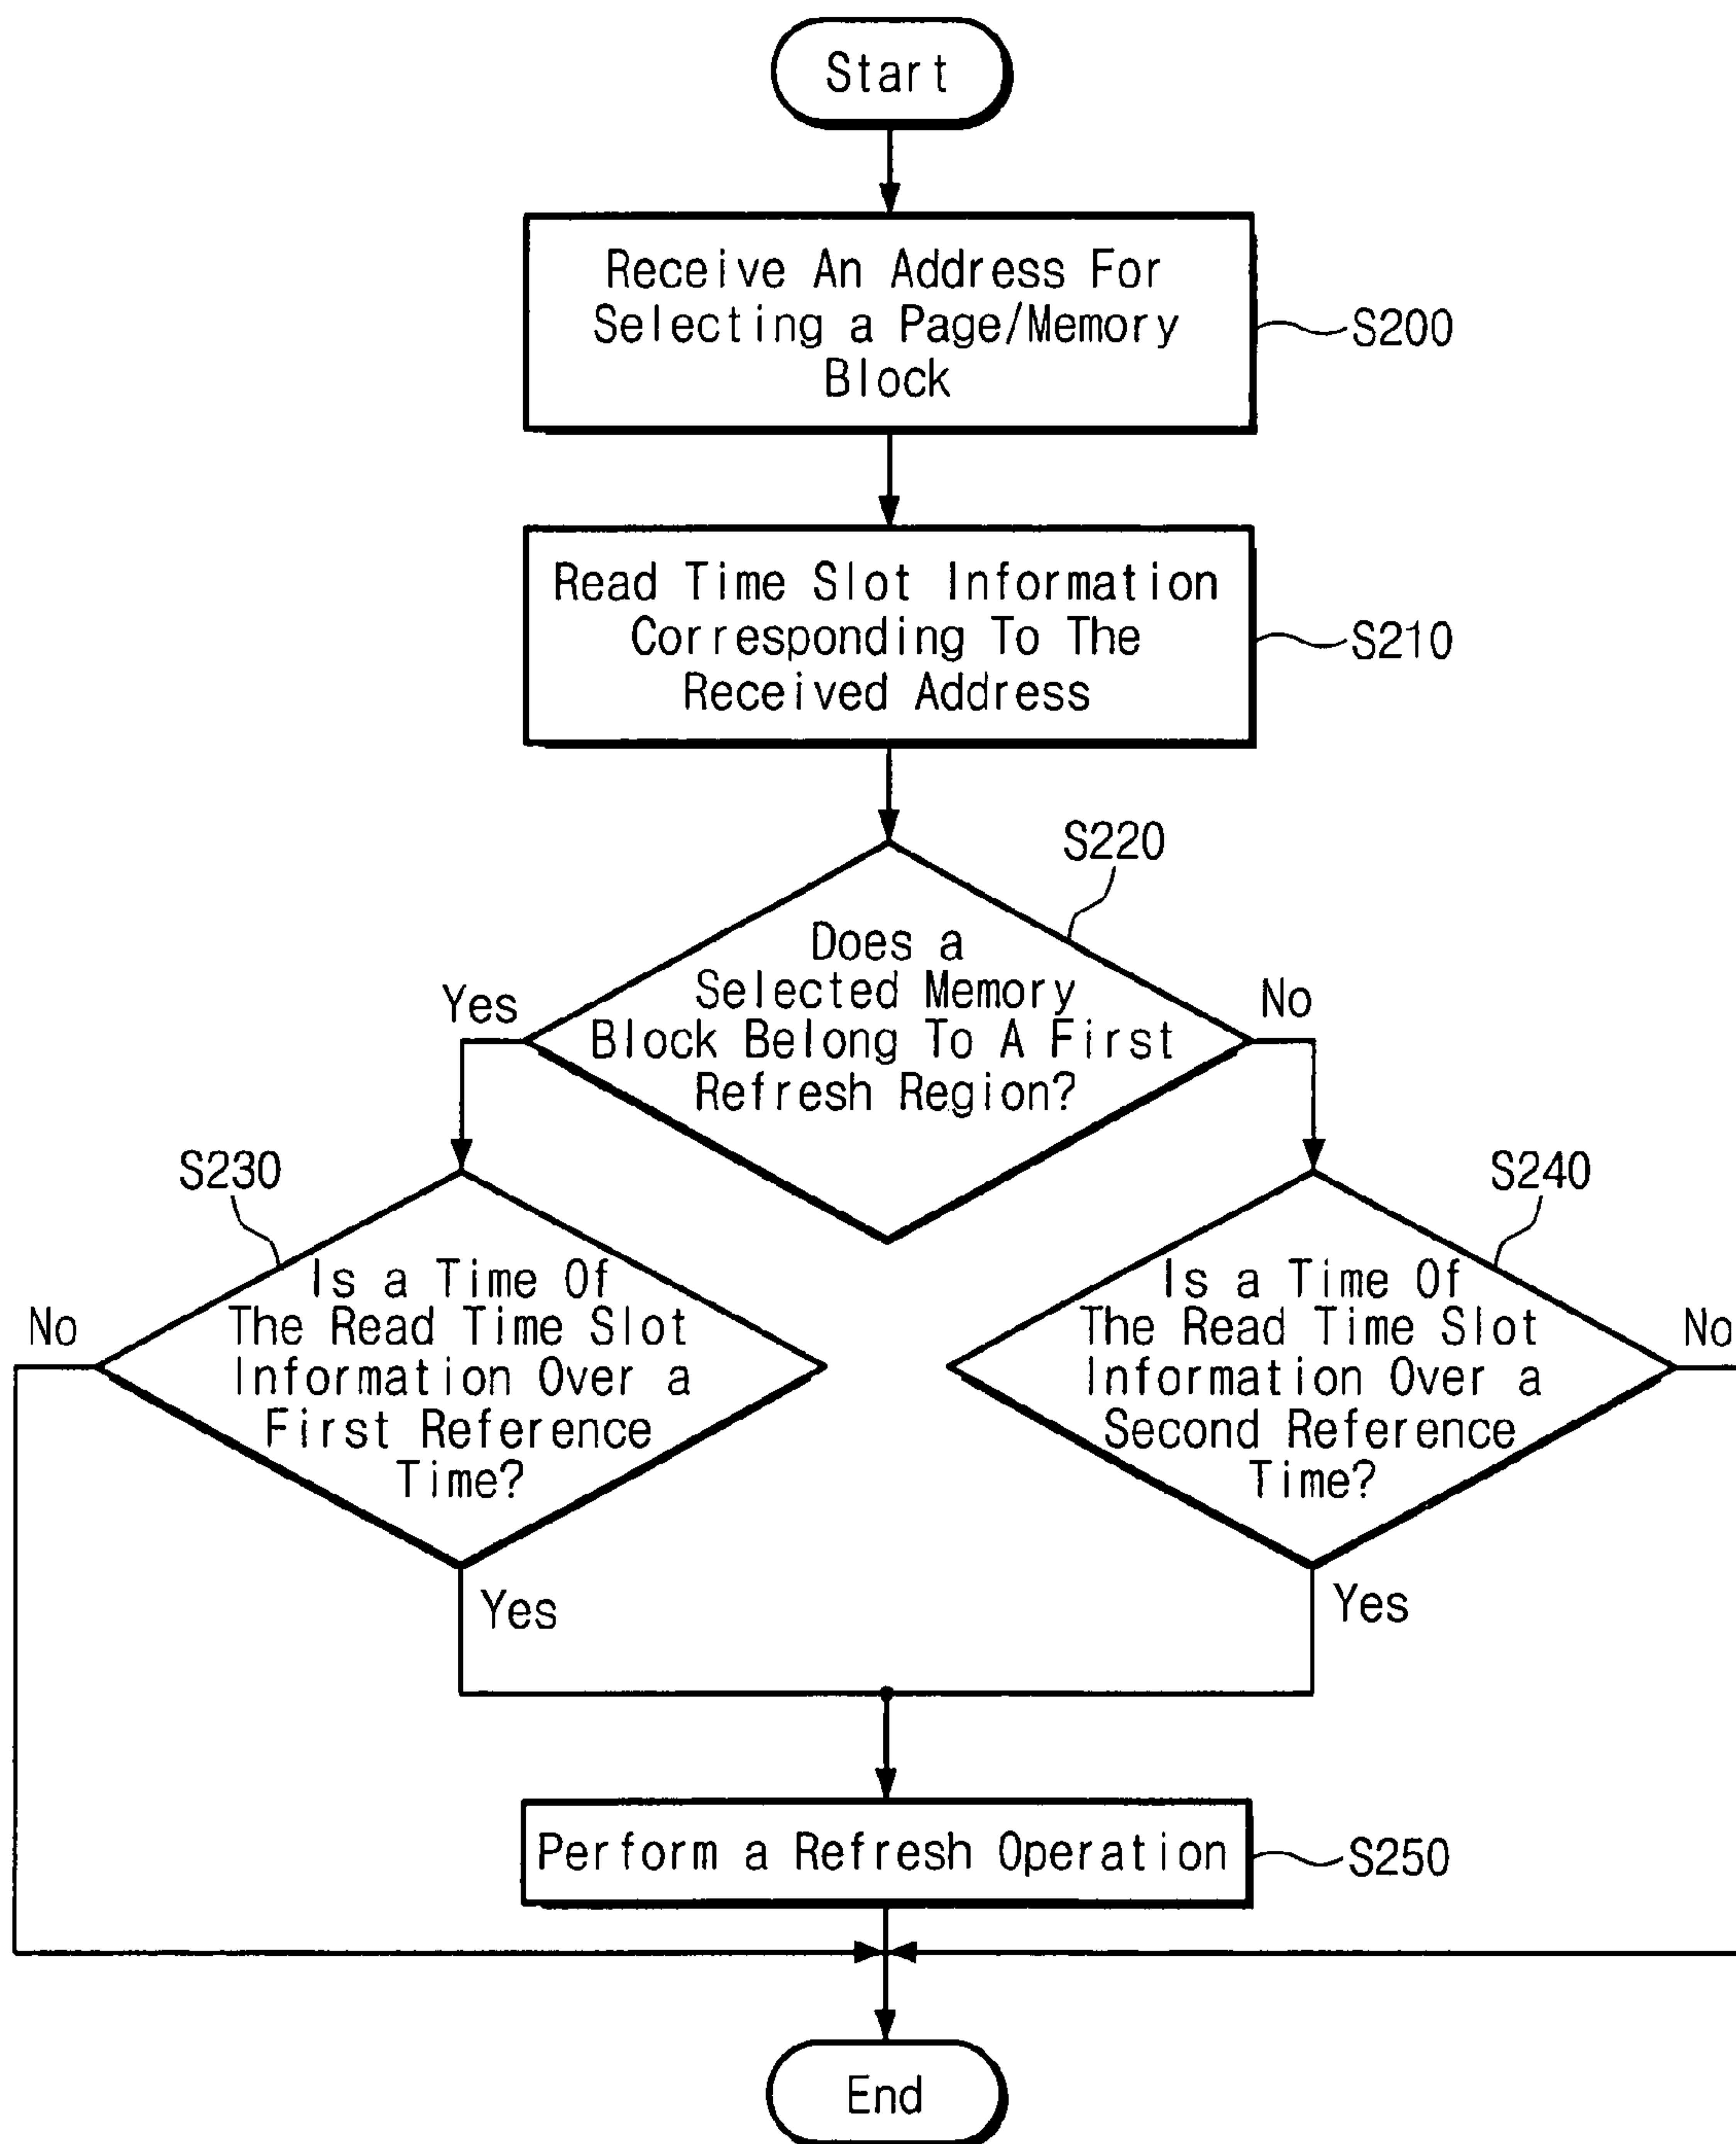 Start
Receive An Address For
Selecting a Page/Memory
Block
S200
Read Time Slot Information
Corresponding To The
Received Address
S210
S220
Does a
Selected Memory
Block Belong To A First
Refresh Region?
Yes
No
S230
Is a Time Of
The Read Time Slot
Information Over a
First Reference
Time?
No
Yes
S240
Is a Time Of
The Read Time Slot
Information Over a
Second Reference
Time?
No
Yes
Perform a Refresh Operation
S250
End